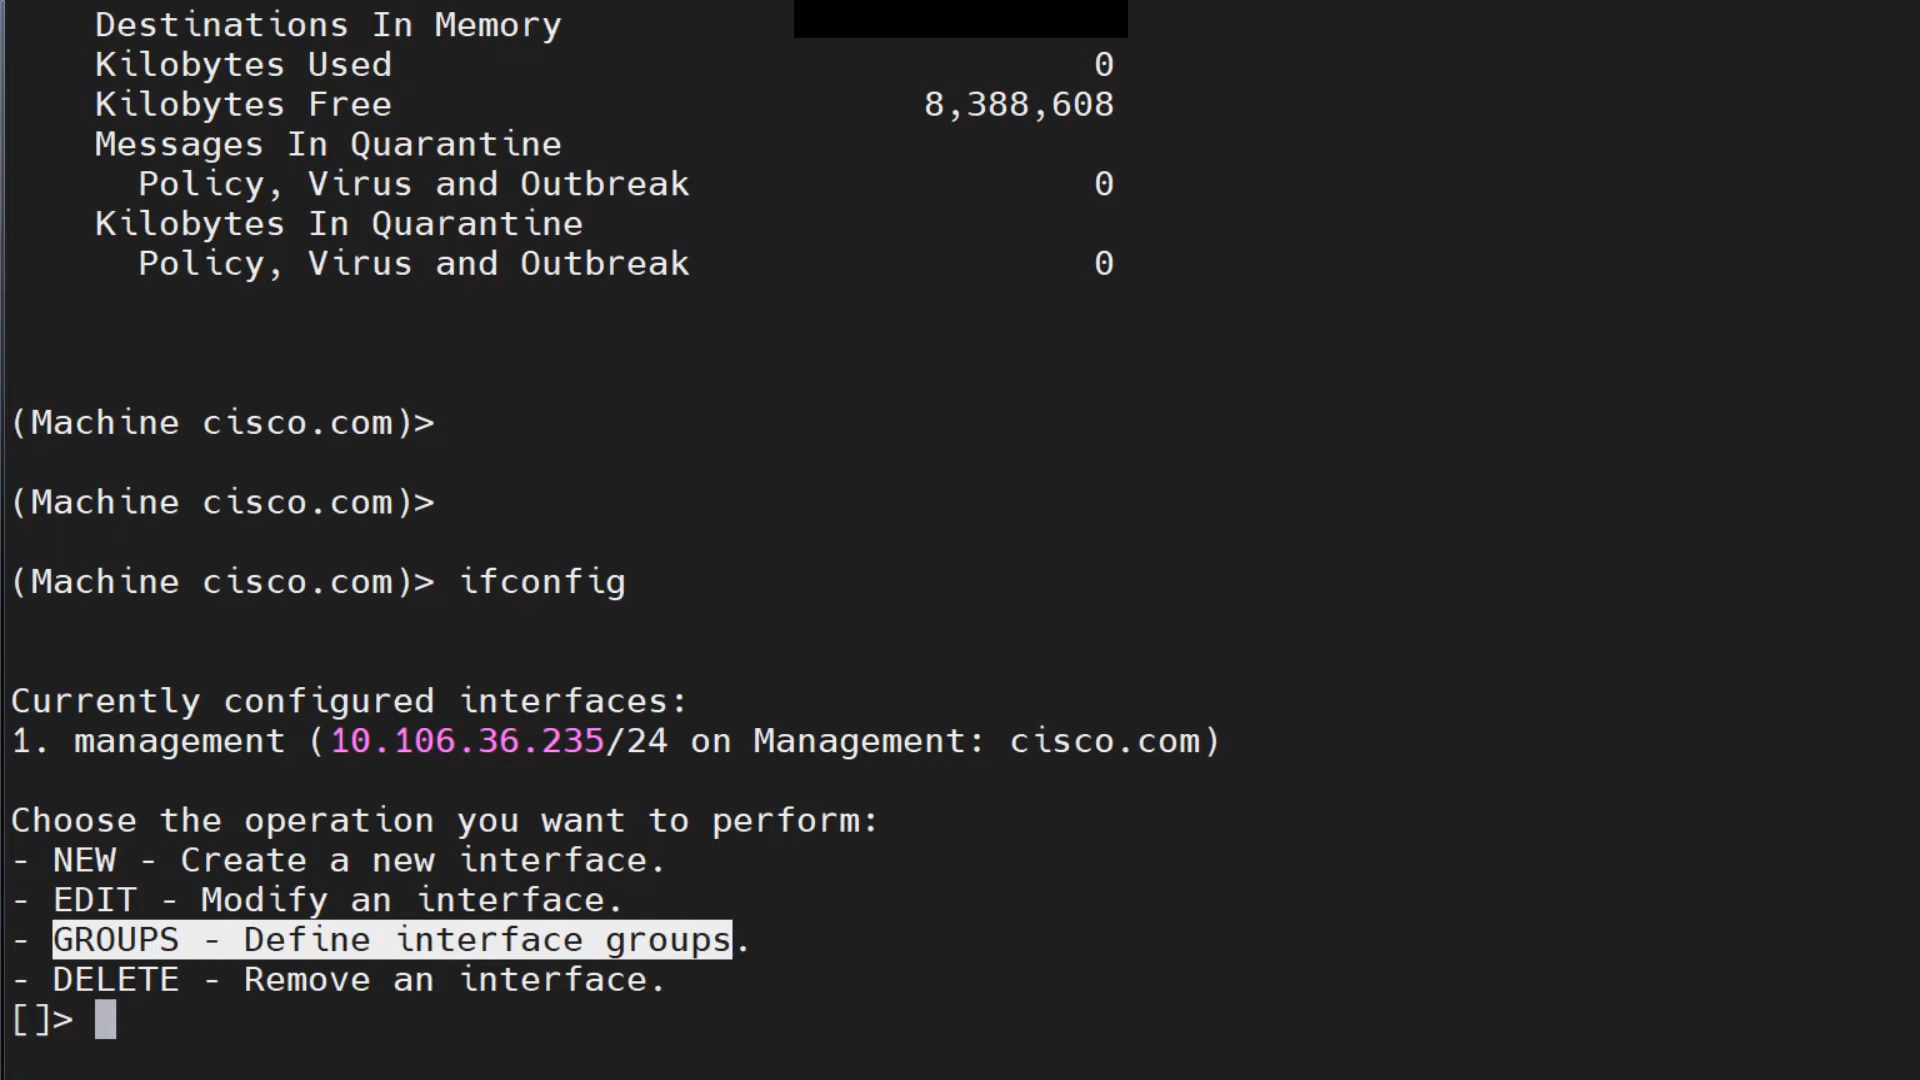 Destinations In Memory
Kilobytes Used 0
Kilobytes Free 8,388,608
Messages In Quarantine
Policy, Virus and Outbreak 0
Kilobytes In Quarantine
Policy, Virus and Outbreak 0
(Machine cisco.com)>
(Machine cisco.com)>
(Machine cisco.com)> ifconfig
Currently configured interfaces:
1. management (10.106.36.235/24 on Management: cisco.com)
Choose the operation you want to perform:
- NEW - Create a new interface.
- EDIT - Modify an interface.
- GROUPS - Define interface groups.
- DELETE - Remove an interface.
[]>